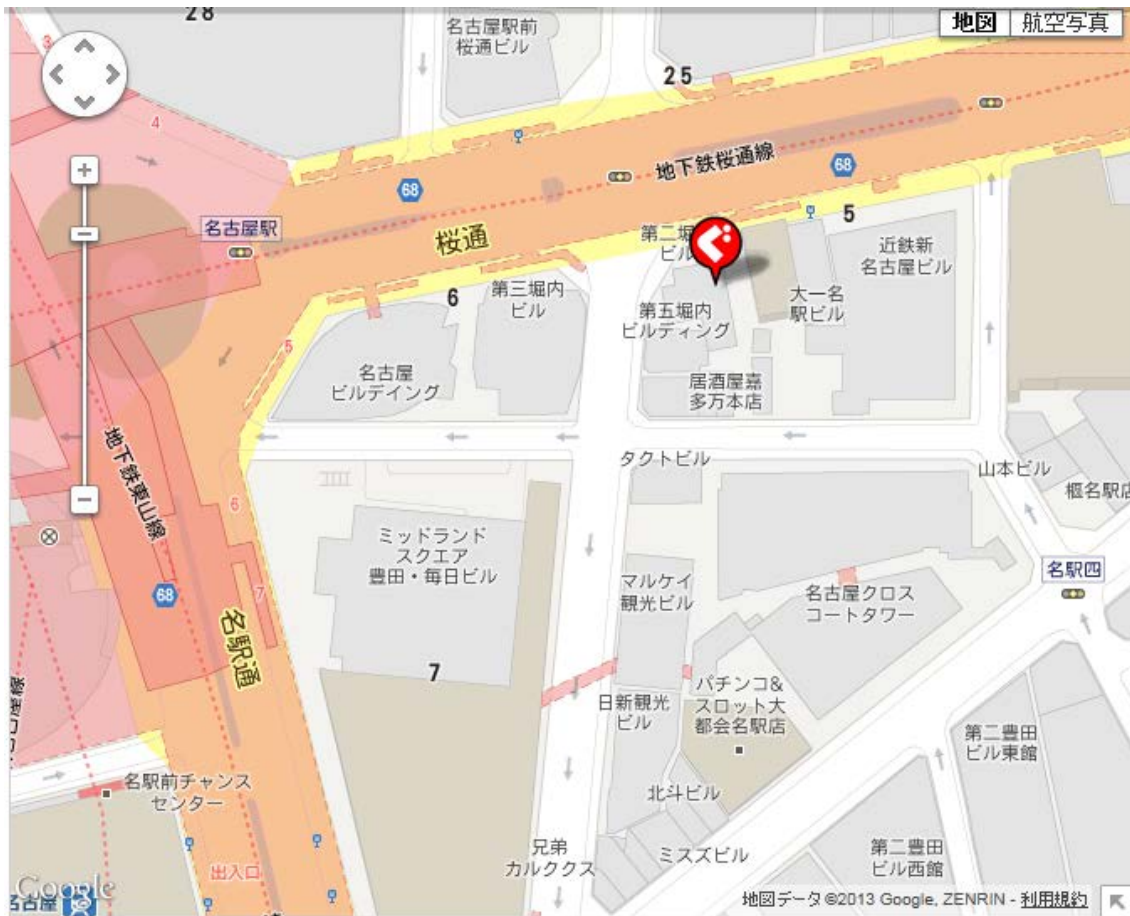 28
名古屋駅前
桜通ビル
地図
航空写真
3
4
25
68
地下鉄桜通線
68
名古屋駅
桜通
第二堀
ビル
5
近鉄新
名古屋ビル
6
第三堀内
ビル
第五堀内
ビルディング
大一名
駅ビル
5
名古屋
ビルデイング
居酒屋嘉
多万本店
地下鉄東山線
タクトビル
山本ビル
椢名駅店
6
ミッドランド
スクエア
豊田・毎日ビル
マルケイ
観光ビル
名古屋クロス
コートタワー
名駅四
68
7
名駅通
7
日新観光
ビル
パチンコ&
スロット大
都会名駅店
第二豊田
ビル東館
名駅前チャンス
センター
北斗ビル
兄弟
カルククス
ミスズビル
第二豊田
ビル西館
出入口
Google
名古屋
地図データ ©2013 Google, ZENRIN - 利用規約